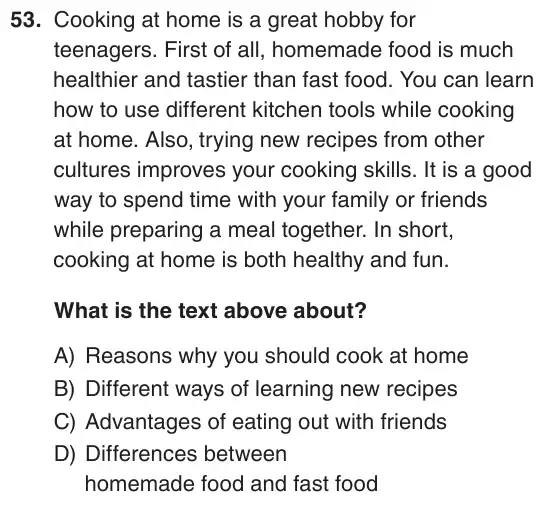 53. Cooking at home is a great hobby for
teenagers. First of all, homemade food is much
healthier and tastier than fast food. You can learn
how to use different kitchen tools while cooking
at home. Also, trying new recipes from other
cultures improves your cooking skills. It is a good
way to spend time with your family or friends
while preparing a meal together. In short,
cooking at home is both healthy and fun.
What is the text above about?
A) Reasons why you should cook at home
B) Different ways of learning new recipes
C) Advantages of eating out with friends
D) Differences between
homemade food and fast food